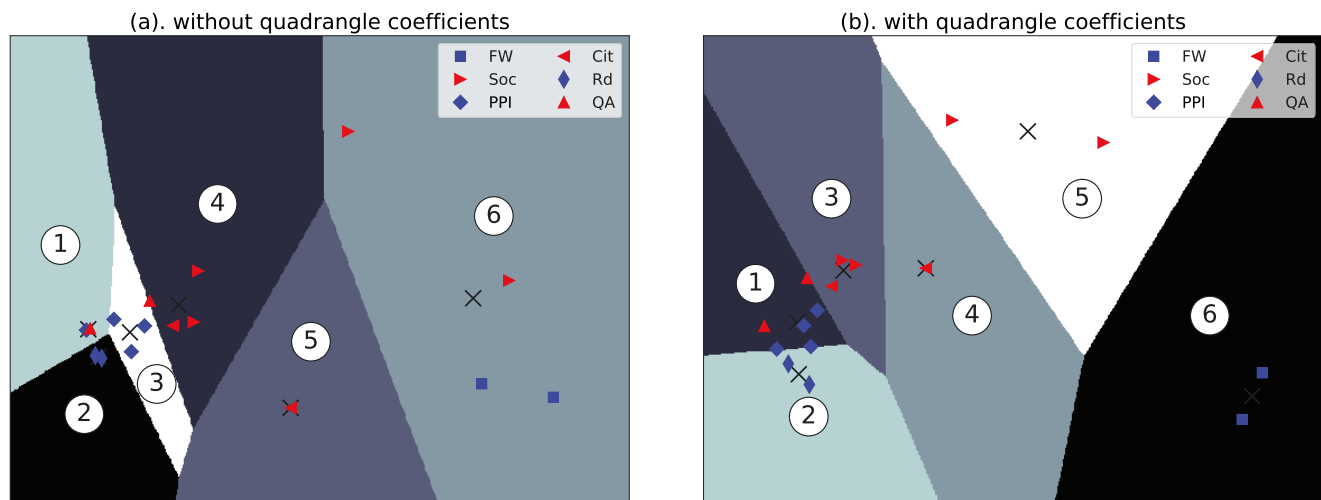 (a). without quadrangle coefficients
FW Cit
Soc Rd
PPI QA
1
2
3
4
5
6
(b). with quadrangle coefficients
FW Cit
Soc Rd
PPI QA
1
2
3
4
5
6